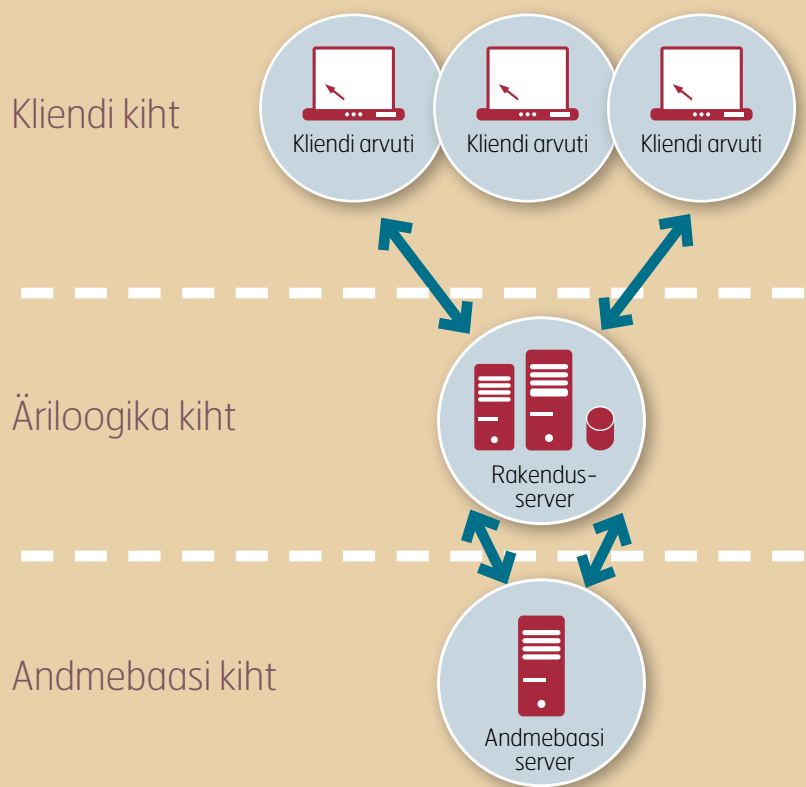 Kliendi kiht
Kliendi arvuti
Kliendi arvuti
Kliendi arvuti
Äriloogika kiht
Rakendus-
server
Andmebaasi kiht
Andmebaasi
server